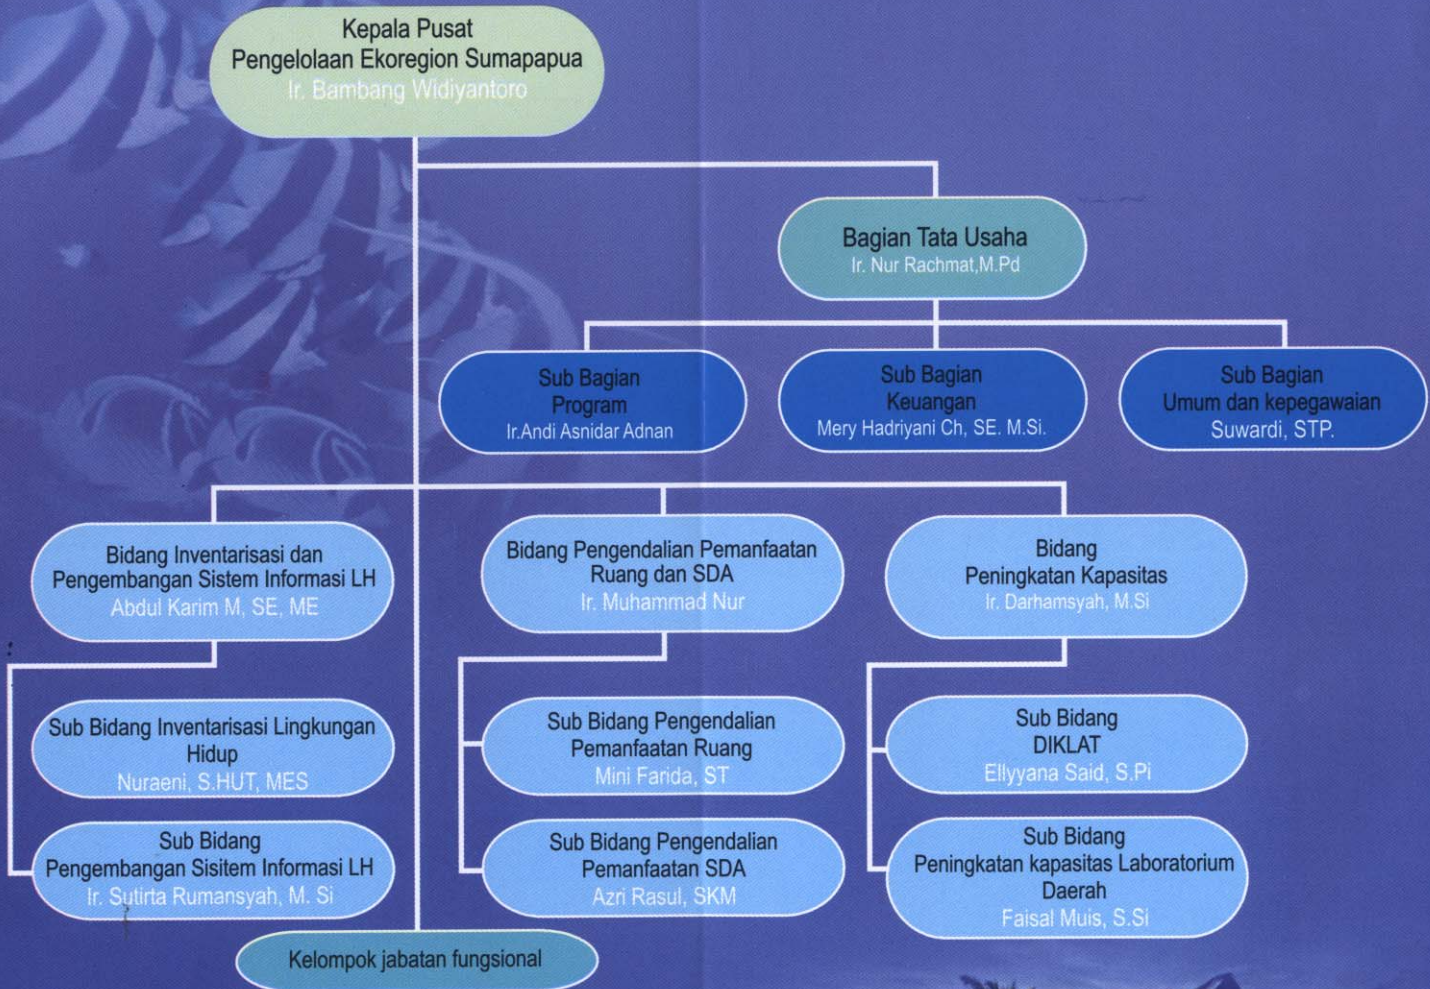 Kepala Pusat
Pengelolaan Ekoregion Sumapapua
Ir. Bambang Widiyantoro
Bagian Tata Usaha
Ir. Nur Rachmat,M.Pd
Sub Bagian
Program
Ir.Andi Asnidar Adnan
Sub Bagian
Keuangan
Mery Hadriyani Ch, SE. M.Si.
Sub Bagian
Umum dan kepegawaian
Suwardi, STP.
Bidang Inventarisasi dan
Pengembangan Sistem Informasi LH
Abdul Karim M, SE, ME
Bidang Pengendalian Pemanfaatan
Ruang dan SDA
Ir. Muhammad Nur
Bidang
Peningkatan Kapasitas
Ir. Darhamsyah, M.Si
Sub Bidang Inventarisasi Lingkungan
Hidup
Nuraeni, S.HUT, MES
Sub Bidang Pengendalian
Pemanfaatan Ruang
Mini Farida, ST
Sub Bidang
DIKLAT
Ellyyana Said, S.Pi
Sub Bidang
Pengembangan Sisitem Informasi LH
Ir. Sutirta Rumansyah, M. Si
Sub Bidang Pengendalian
Pemanfaatan SDA
Azri Rasul, SKM
Sub Bidang
Peningkatan kapasitas Laboratorium
Daerah
Faisal Muis, S.Si
Kelompok jabatan fungsional